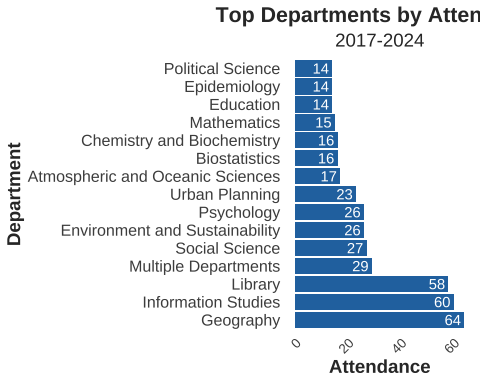 Top Departments by Atten
2017-2024
Department
Political Science 14
Epidemiology 14
Education 14
Mathematics 15
Chemistry and Biochemistry 16
Biostatistics 16
Atmospheric and Oceanic Sciences 17
Urban Planning 23
Psychology 26
Environment and Sustainability 26
Social Science 27
Multiple Departments 29
Library 58
Information Studies 60
Geography 64
0 20 40 60
Attendance